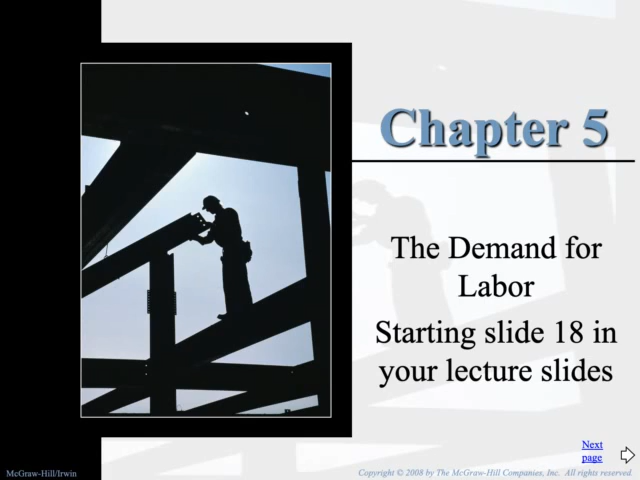 Chapter 5
The Demand for
Labor
Starting slide 18 in
your lecture slides
Next
page
McGraw-Hill/Irwin
Copyright © 2008 by The McGraw-Hill Companies, Inc. All rights reserved.